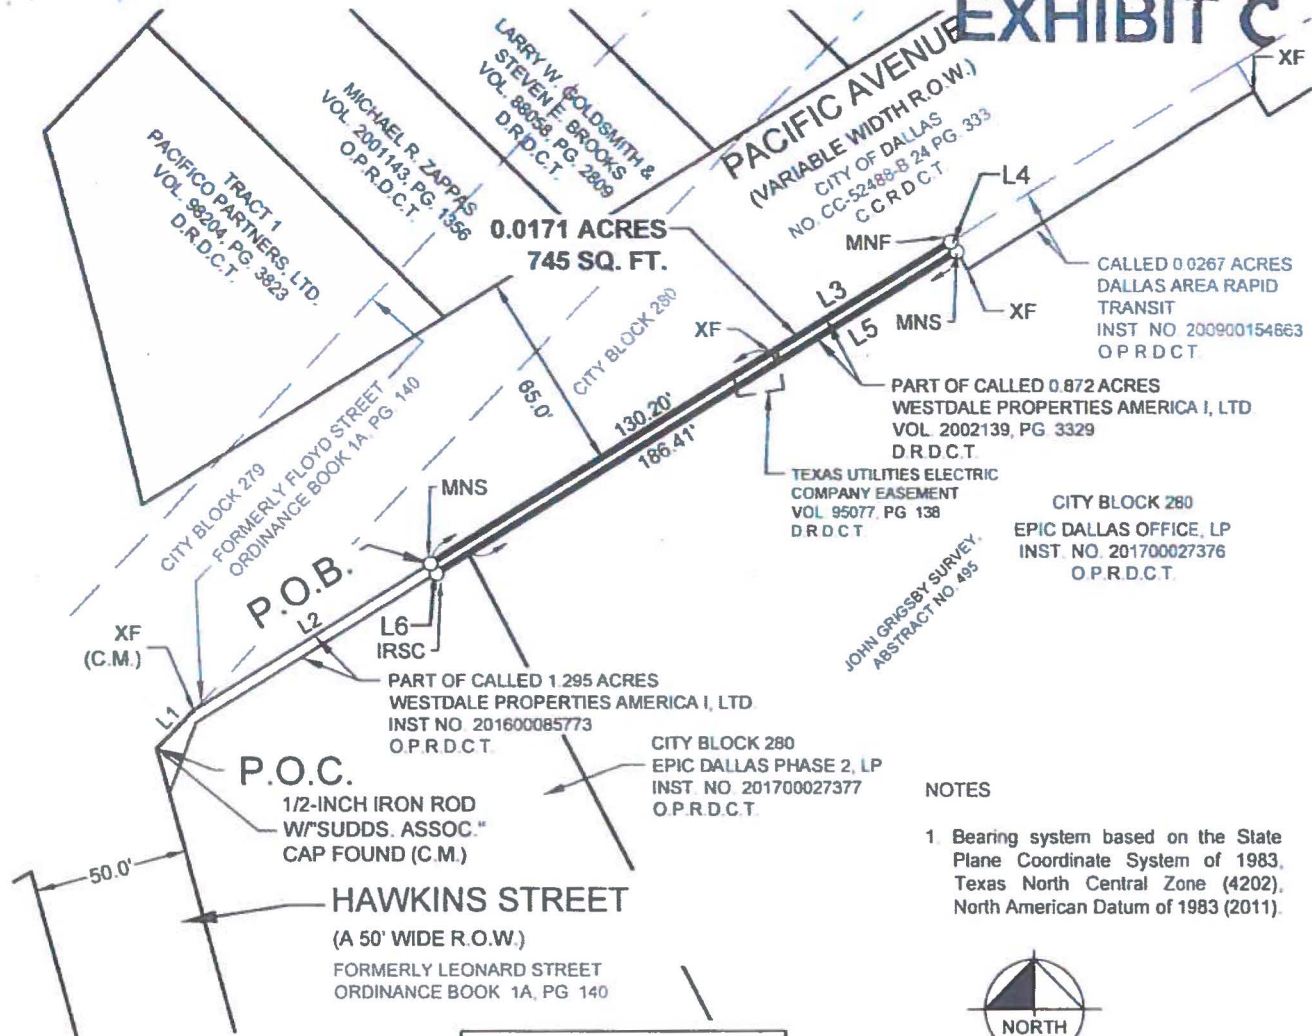 EXHIBIT C
XF
PACIFIC AVENUE
(VARIABLE WIDTH R.O.W.)
CITY OF DALLAS
NO. CC-52488-B 24 PG. 333
C C R D C T
LARRY W. GOLDSMITH &
STEVEN E. BROOKS
VOL. 88058, PG. 2809
D.R.D.C.T.
MICHAEL R. ZAPPAS
VOL. 2001143, PG. 1356
O.P.R.D.C.T.
TRACT 1
PACIFICO PARTNERS, LTD.
VOL. 98204, PG. 3823
D.R.D.C.T.
0.0171 ACRES
745 SQ. FT.
L4
MNF
CALLED 0.0267 ACRES
DALLAS AREA RAPID
TRANSIT
INST NO. 200900154663
O P R D C T
L3
L5
MNS
XF
XF
CITY BLOCK 280
65.0'
130.20'
186.41'
PART OF CALLED 0.872 ACRES
WESTDALE PROPERTIES AMERICA I, LTD
VOL. 2002139, PG 3329
D.R.D.C.T.
TEXAS UTILITIES ELECTRIC
COMPANY EASEMENT
VOL 95077, PG 138
D R D C T
CITY BLOCK 280
EPIC DALLAS OFFICE, LP
INST. NO. 201700027376
O.P.R.D.C.T.
JOHN GRIGSBY SURVEY,
ABSTRACT NO. 495
CITY BLOCK 279
FORMERLY FLOYD STREET
ORDINANCE BOOK 1A, PG. 140
MNS
P.O.B.
L2
L6
IRSC
XF
(C.M.)
L1
PART OF CALLED 1.295 ACRES
WESTDALE PROPERTIES AMERICA I, LTD
INST NO. 201600085773
O.P.R.D.C.T.
P.O.C.
1/2-INCH IRON ROD
W/"SUDDS. ASSOC."
CAP FOUND (C.M.)
CITY BLOCK 280
EPIC DALLAS PHASE 2, LP
INST. NO. 201700027377
O.P.R.D.C.T.
50.0'
HAWKINS STREET
(A 50' WIDE R.O.W.)
FORMERLY LEONARD STREET
ORDINANCE BOOK 1A, PG 140
NOTES
1. Bearing system based on the State
Plane Coordinate System of 1983,
Texas North Central Zone (4202),
North American Datum of 1983 (2011).
NORTH